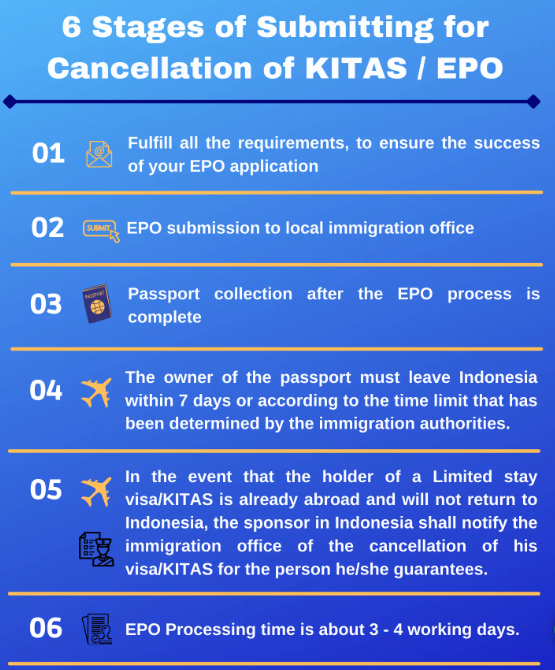 6 Stages of Submitting for
Cancellation of KITAS / EPO
01
Fulfill all the requirements, to ensure the success
of your EPO application
02
SUBMIT
EPO submission to local immigration office
03
PASSPORT
Passport collection after the EPO process is
complete
04
The owner of the passport must leave Indonesia
within 7 days or according to the time limit that has
been determined by the immigration authorities.
05
In the event that the holder of a Limited stay
visa/KITAS is already abroad and will not return to
Indonesia, the sponsor in Indonesia shall notify the
immigration office of the cancellation of his
visa/KITAS for the person he/she guarantees.
06
EPO Processing time is about 3 - 4 working days.